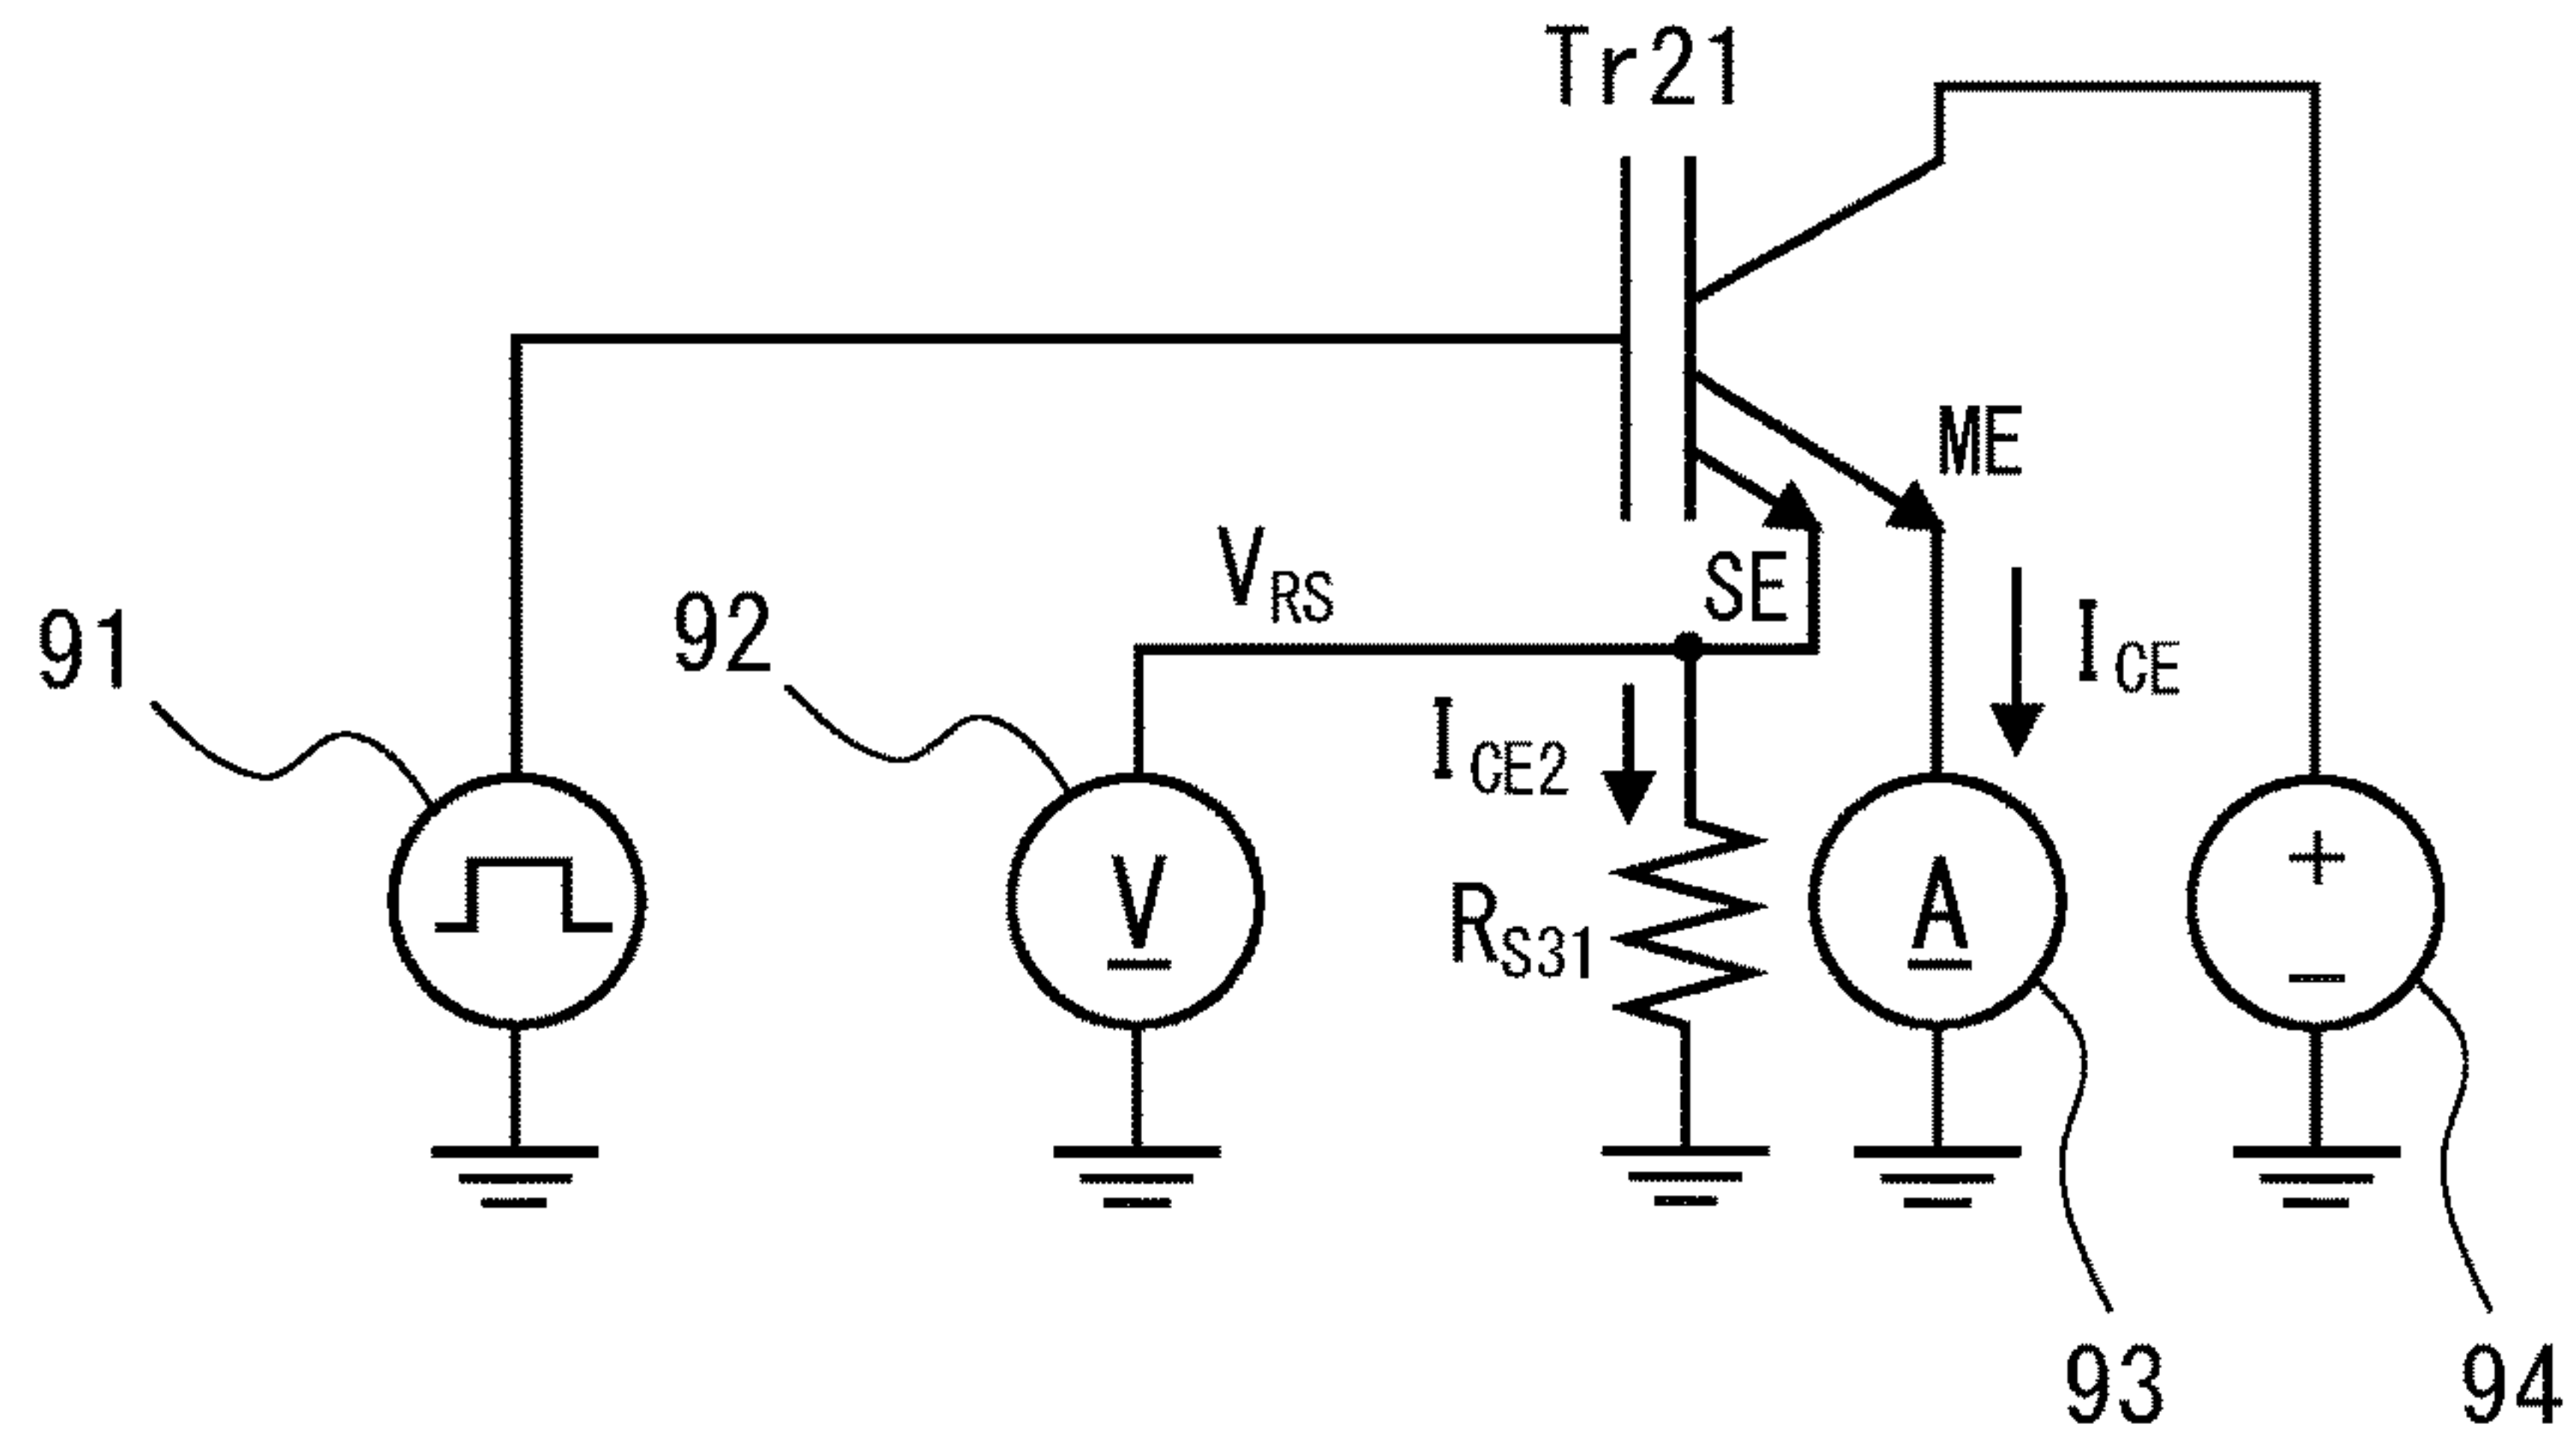 Tr21
ME
SE
V_RS
I_CE
91
92
I_CE2
R_S31
V
A
+
−
93
94